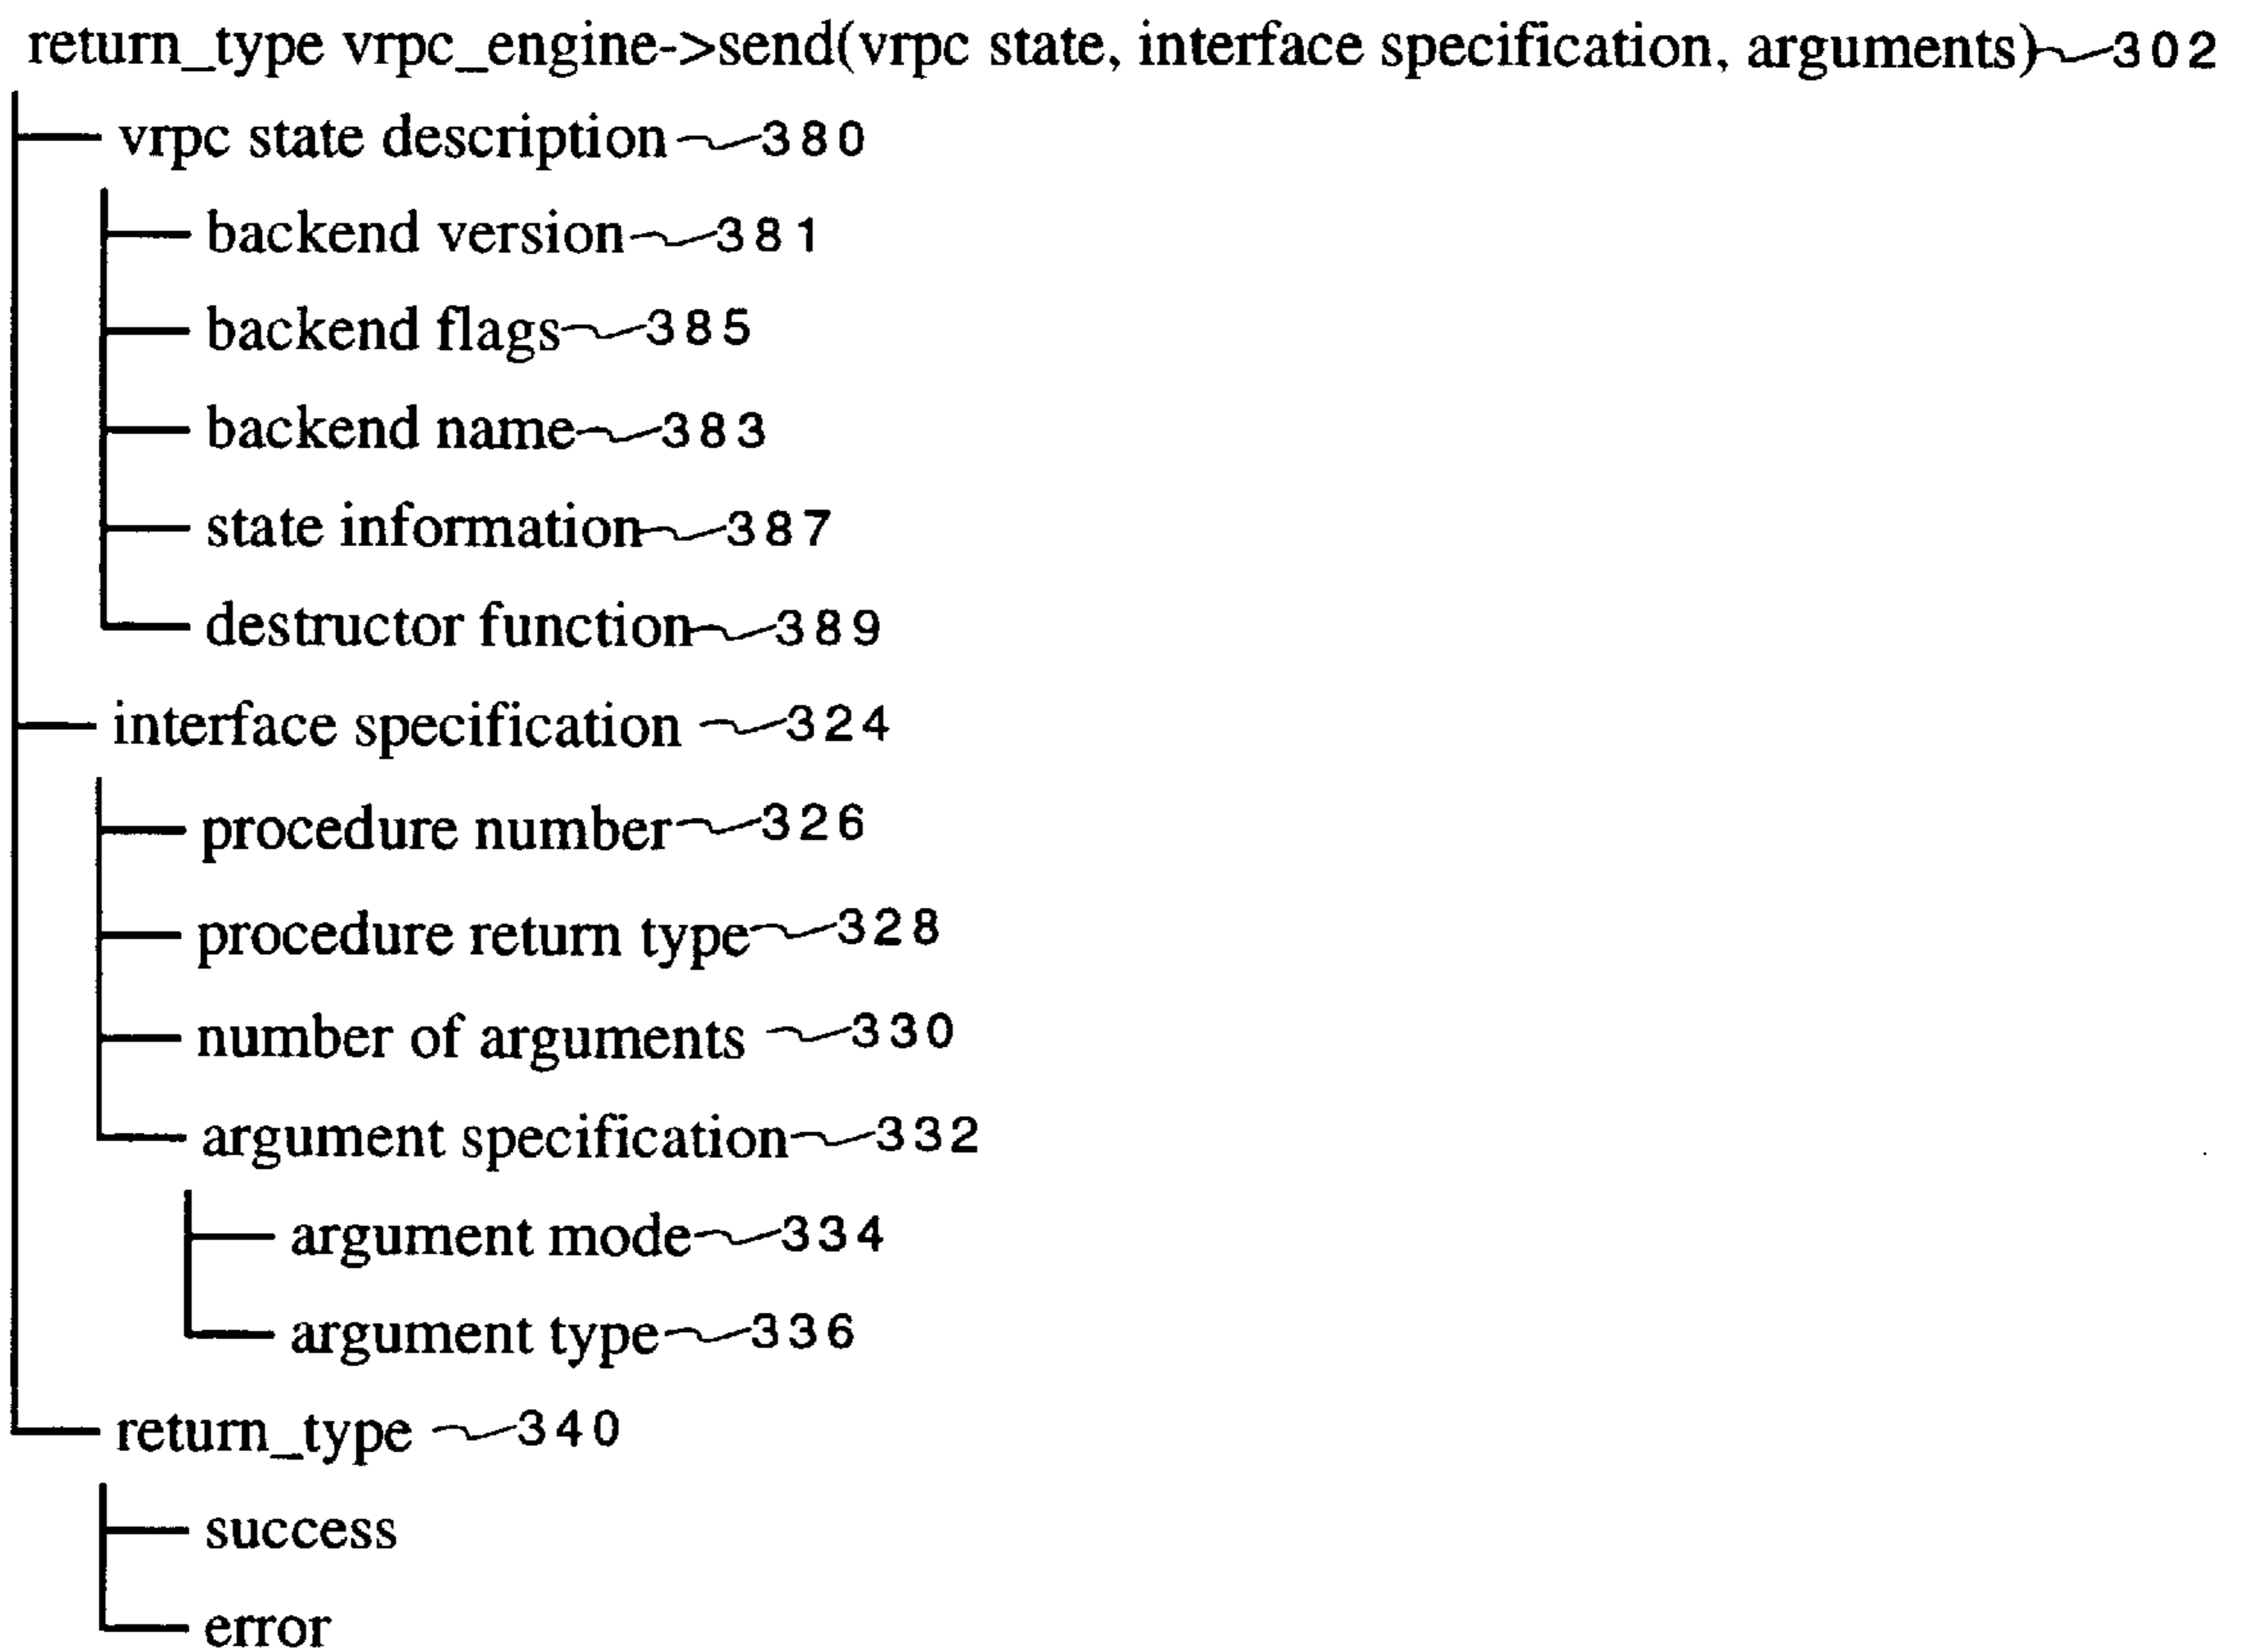 return_type vrpc_engine->send(vrpc state, interface specification, arguments) 302
vrpc state description 380
backend version 381
backend flags 385
backend name 383
state information 387
destructor function 389
interface specification 324
procedure number 326
procedure return type 328
number of arguments 330
argument specification 332
argument mode 334
argument type 336
return_type 340
success
error